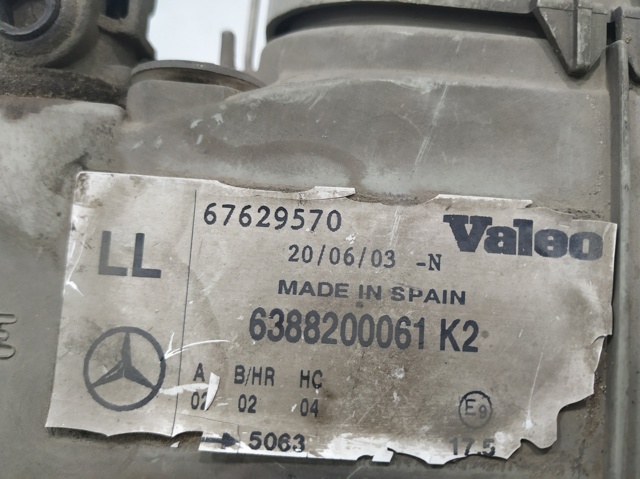 67629570
Valeo
LL
20/06/03 -N
MADE IN SPAIN
6388200061 K2
A B/HR HC
02 02 04
E9
5063 17.5